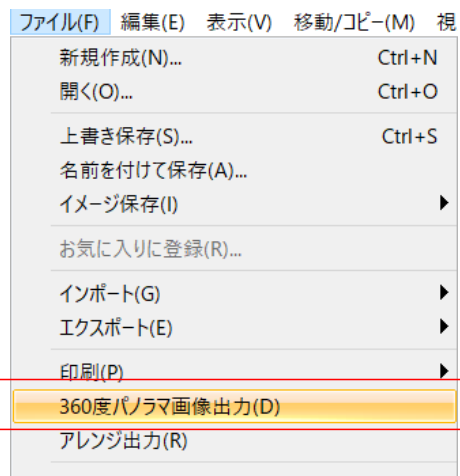 ファイル(F) 編集(E) 表示(V) 移動/コピー(M) 視
新規作成(N)... Ctrl+N
開く(O)... Ctrl+O
上書き保存(S)... Ctrl+S
名前を付けて保存(A)...
イメージ保存(I)
お気に入りに登録(R)...
インポート(G)
エクスポート(E)
印刷(P)
360度パノラマ画像出力(D)
アレンジ出力(R)